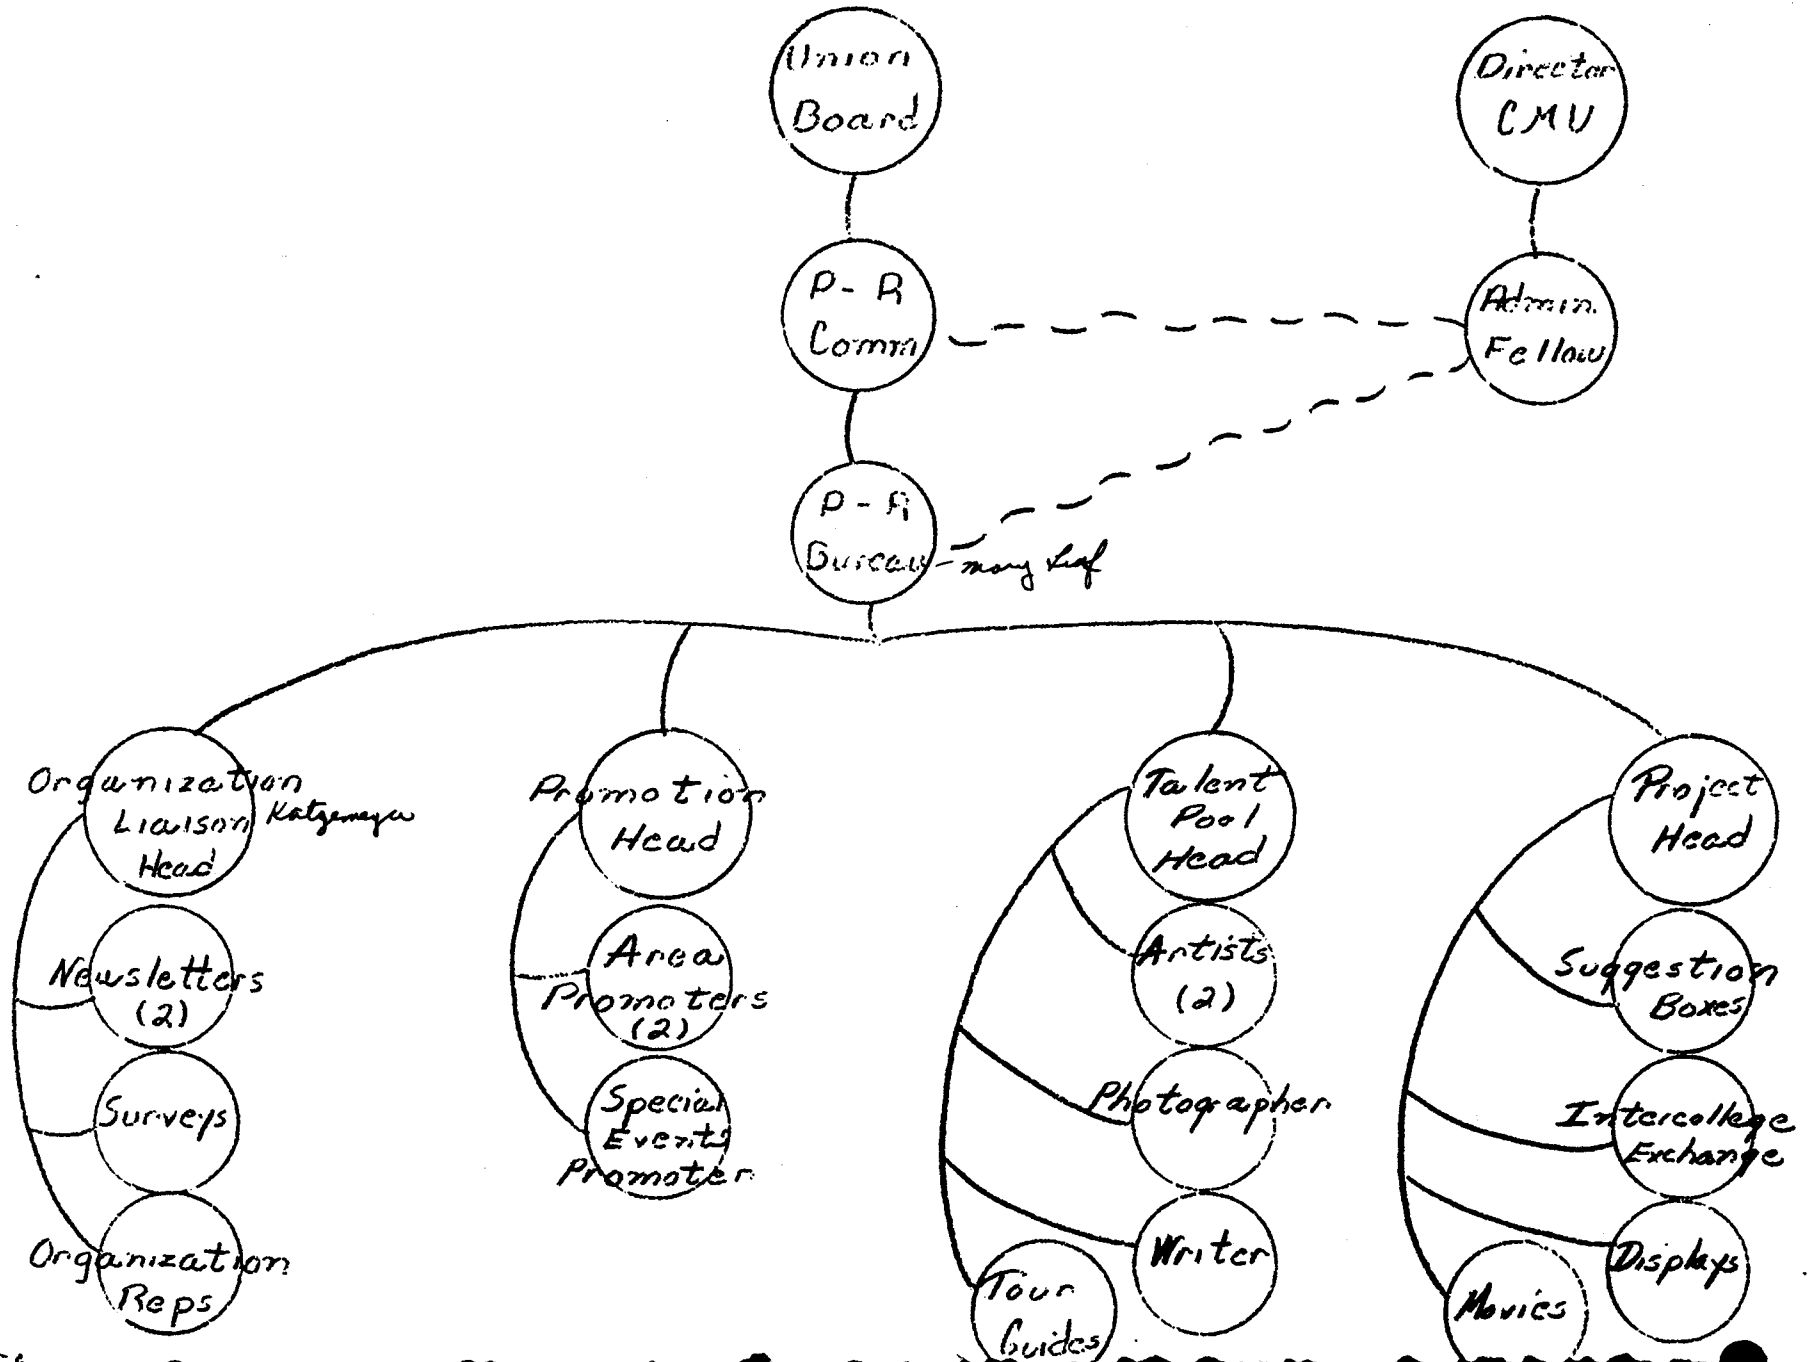 Union
Board
Director
CMU
P-R
Comm
Admin.
Fellow
P-R
Bureau
- Mary Leaf
Organization
Liaison
Head
Promotion
Head
Talent
Pool
Head
Project
Head
Newsletters
(2)
Surveys
Organization
Reps
Area
Promoters
(2)
Special
Events
Promoter
Artists
(2)
Photographer
Writer
Tour
Guides
Suggestion
Boxes
Intercollege
Exchange
Displays
Movies